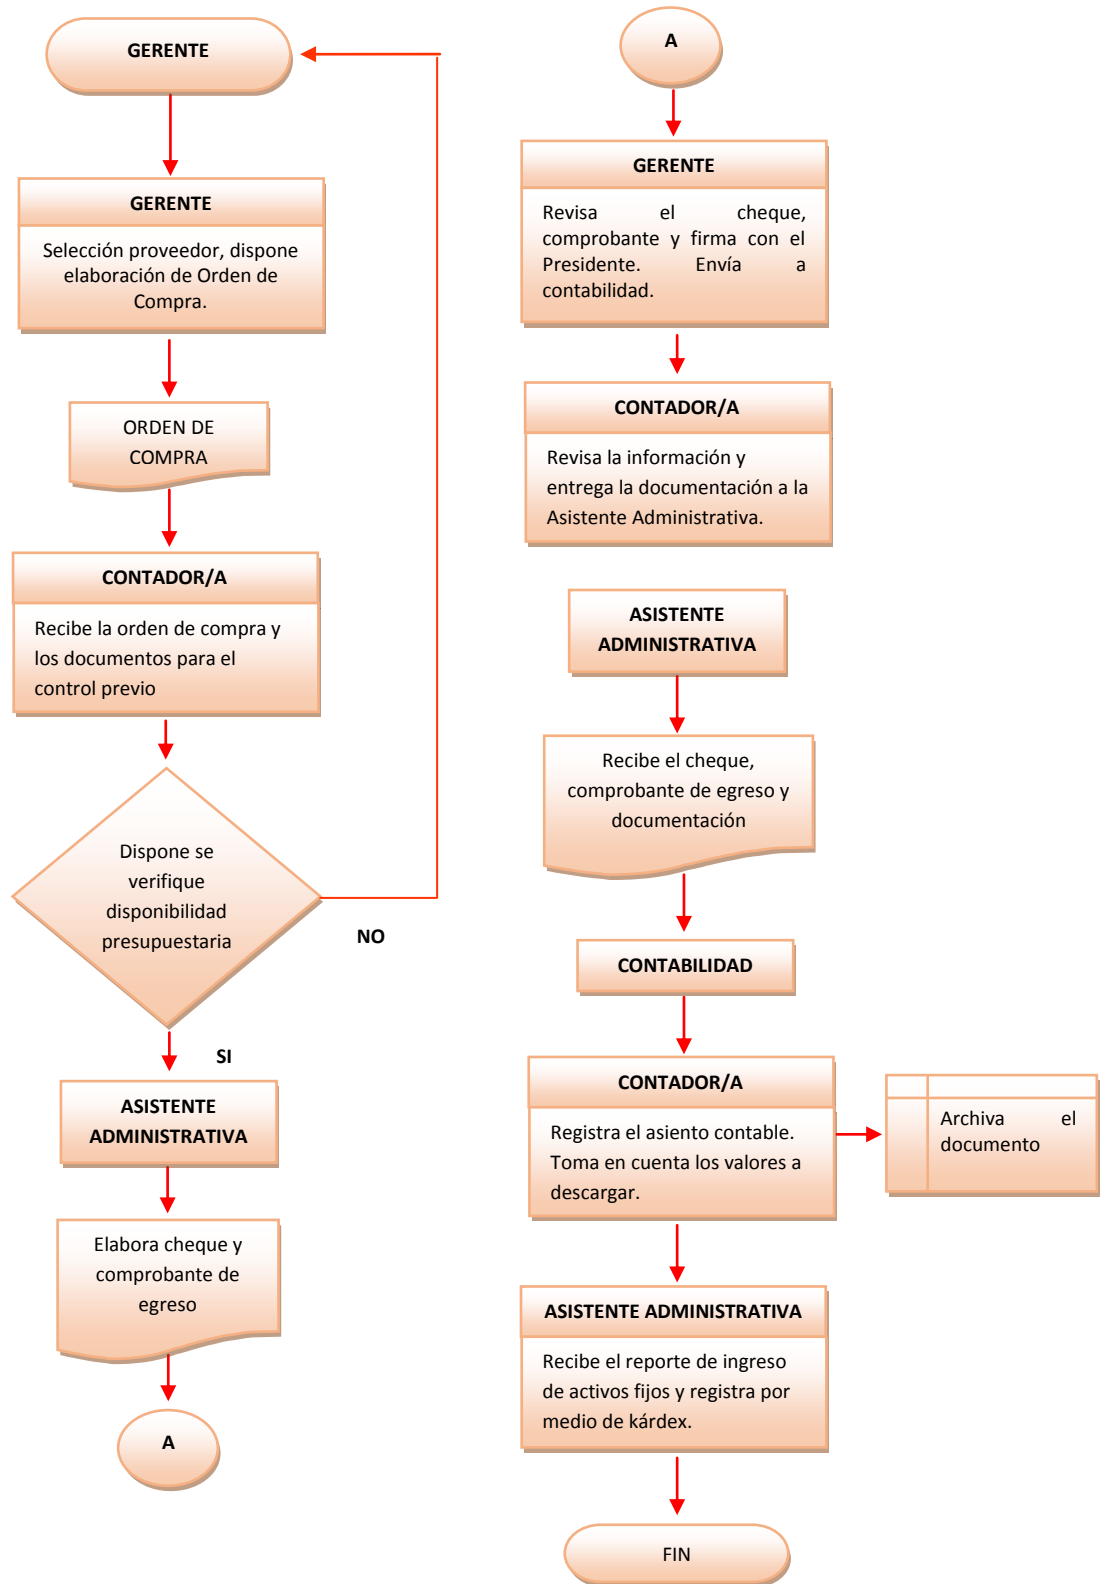 GERENTE
GERENTE
Selección proveedor, dispone
elaboración de Orden de
Compra.
ORDEN DE
COMPRA
CONTADOR/A
Recibe la orden de compra y
los documentos para el
control previo
Dispone se
verifique
disponibilidad
presupuestaria
NO
SI
ASISTENTE
ADMINISTRATIVA
Elabora cheque y
comprobante de
egreso
A
A
GERENTE
Revisa el cheque,
comprobante y firma con el
Presidente. Envía a
contabilidad.
CONTADOR/A
Revisa la información y
entrega la documentación a la
Asistente Administrativa.
ASISTENTE
ADMINISTRATIVA
Recibe el cheque,
comprobante de egreso y
documentación
CONTABILIDAD
CONTADOR/A
Registra el asiento contable.
Toma en cuenta los valores a
descargar.
Archiva el
documento
ASISTENTE ADMINISTRATIVA
Recibe el reporte de ingreso
de activos fijos y registra por
medio de kárdex.
FIN